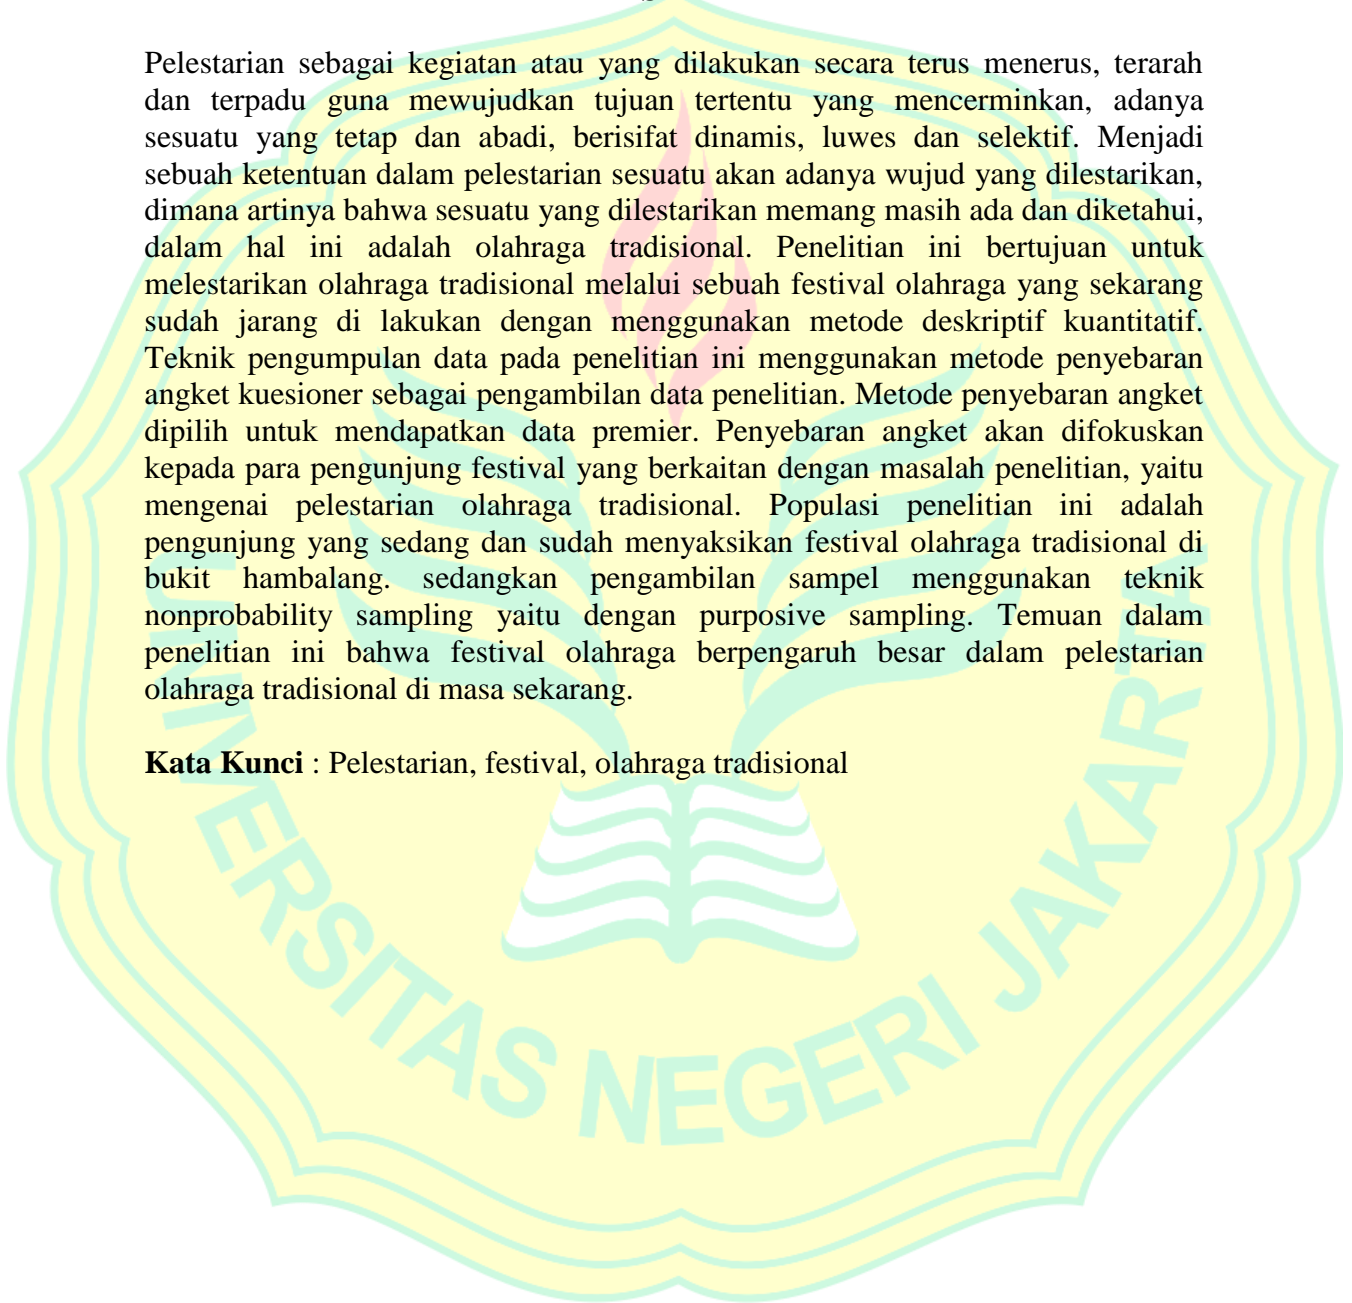 Pelestarian sebagai kegiatan atau yang dilakukan secara terus menerus, terarah
dan terpadu guna mewujudkan tujuan tertentu yang mencerminkan, adanya
sesuatu yang tetap dan abadi, berisifat dinamis, luwes dan selektif. Menjadi
sebuah ketentuan dalam pelestarian sesuatu akan adanya wujud yang dilestarikan,
dimana artinya bahwa sesuatu yang dilestarikan memang masih ada dan diketahui,
dalam hal ini adalah olahraga tradisional. Penelitian ini bertujuan untuk
melestarikan olahraga tradisional melalui sebuah festival olahraga yang sekarang
sudah jarang di lakukan dengan menggunakan metode deskriptif kuantitatif.
Teknik pengumpulan data pada penelitian ini menggunakan metode penyebaran
angket kuesioner sebagai pengambilan data penelitian. Metode penyebaran angket
dipilih untuk mendapatkan data premier. Penyebaran angket akan difokuskan
kepada para pengunjung festival yang berkaitan dengan masalah penelitian, yaitu
mengenai pelestarian olahraga tradisional. Populasi penelitian ini adalah
pengunjung yang sedang dan sudah menyaksikan festival olahraga tradisional di
bukit hambalang. sedangkan pengambilan sampel menggunakan teknik
nonprobability sampling yaitu dengan purposive sampling. Temuan dalam
penelitian ini bahwa festival olahraga berpengaruh besar dalam pelestarian
olahraga tradisional di masa sekarang.
Kata Kunci : Pelestarian, festival, olahraga tradisional
UNIVERSITAS NEGERI JAKARTA